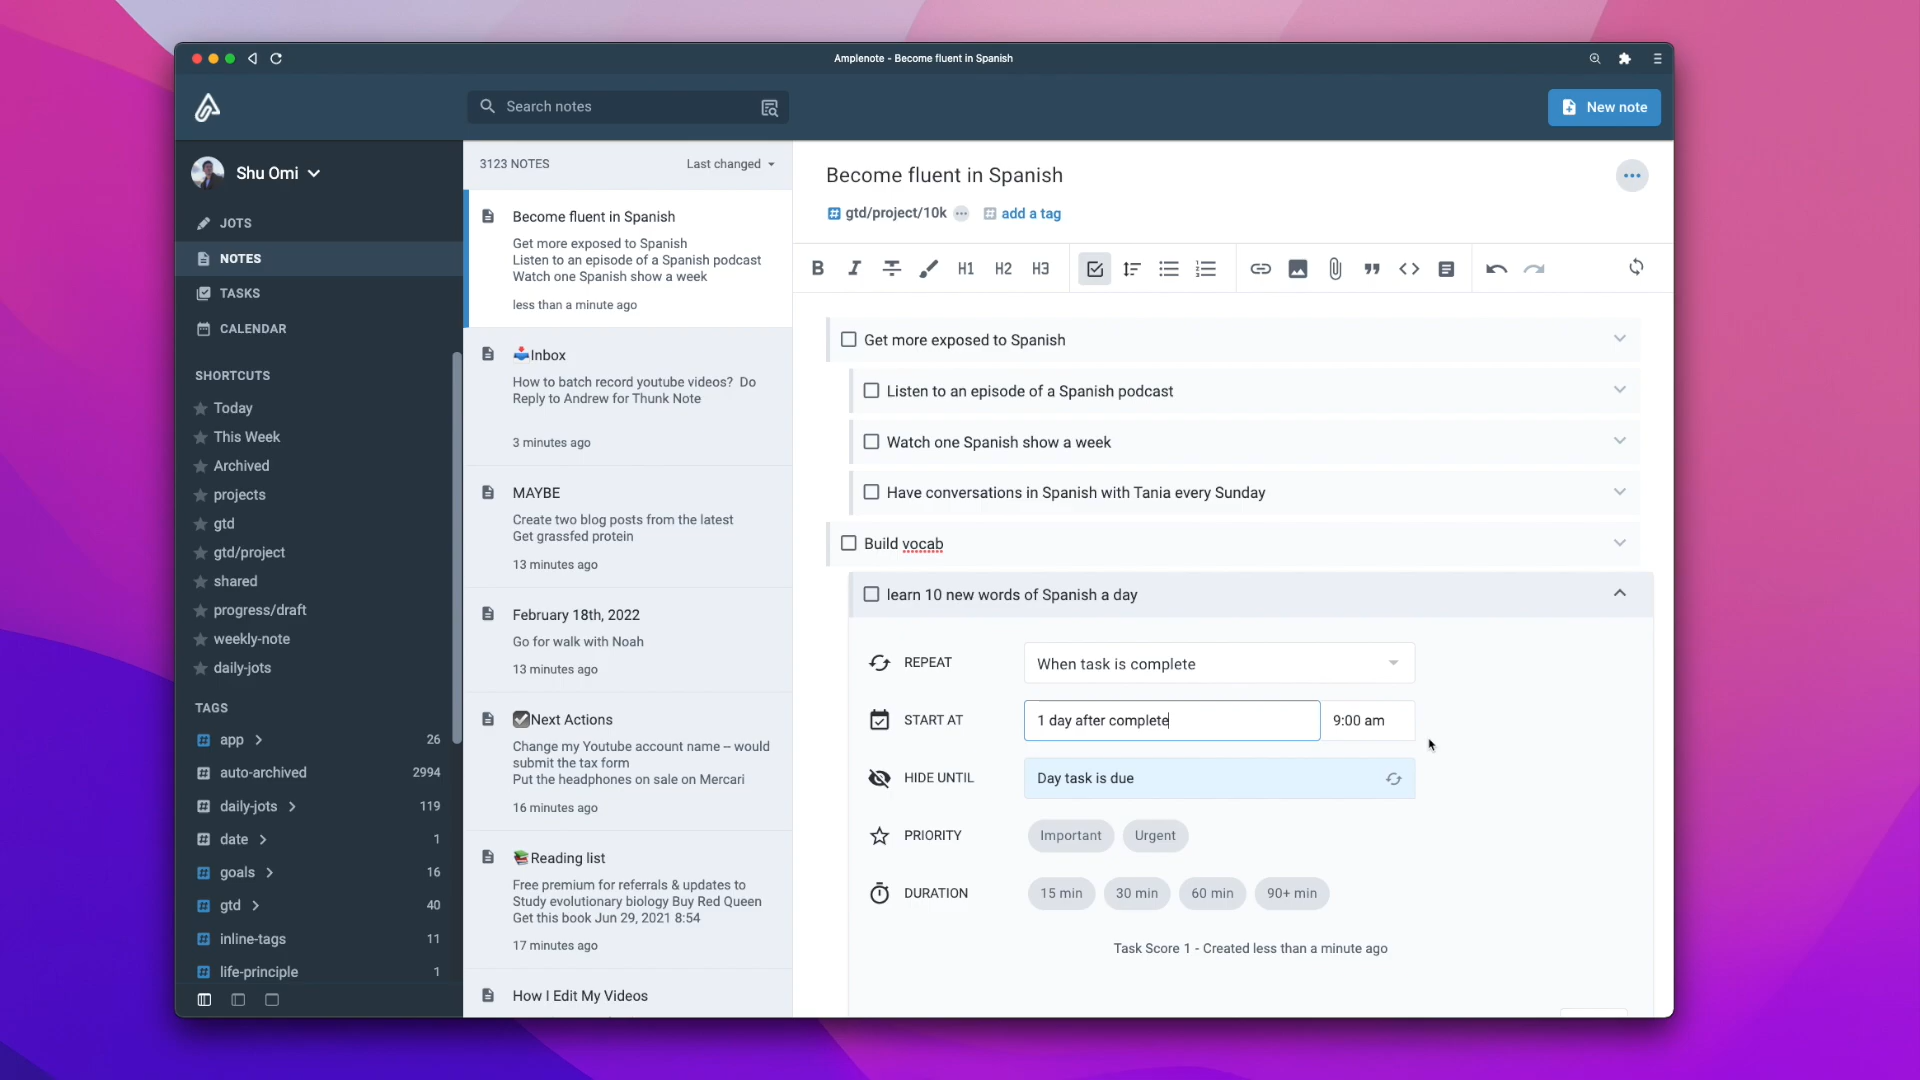 Amplenote - Become fluent in Spanish
Search notes
New note
Shu Omi
JOTS
NOTES
TASKS
CALENDAR
SHORTCUTS
Today
This Week
Archived
projects
gtd
gtd/project
shared
progress/draft
weekly-note
daily-jots
TAGS
app 26
auto-archived 2994
daily-jots 119
date 1
goals 16
gtd 40
inline-tags 11
life-principle 1
3123 NOTES
Last changed
Become fluent in Spanish
Get more exposed to Spanish
Listen to an episode of a Spanish podcast
Watch one Spanish show a week
less than a minute ago
Inbox
How to batch record youtube videos? Do
Reply to Andrew for Thunk Note
3 minutes ago
MAYBE
Create two blog posts from the latest
Get grassfed protein
13 minutes ago
February 18th, 2022
Go for walk with Noah
13 minutes ago
Next Actions
Change my Youtube account name – would
submit the tax form
Put the headphones on sale on Mercari
16 minutes ago
Reading list
Free premium for referrals & updates to
Study evolutionary biology Buy Red Queen
Get this book Jun 29, 2021 8:54
17 minutes ago
How I Edit My Videos
Become fluent in Spanish
gtd/project/10k
add a tag
B I H1 H2 H3
Get more exposed to Spanish
Listen to an episode of a Spanish podcast
Watch one Spanish show a week
Have conversations in Spanish with Tania every Sunday
Build vocab
learn 10 new words of Spanish a day
REPEAT When task is complete
START AT 1 day after complete 9:00 am
HIDE UNTIL Day task is due
PRIORITY Important Urgent
DURATION 15 min 30 min 60 min 90+ min
Task Score 1 - Created less than a minute ago